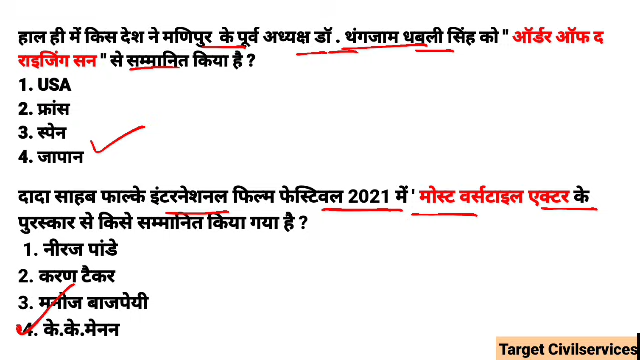 हाल ही में किस देश ने मणिपुर के पूर्व अध्यक्ष डॉ . थंगजाम धबली सिंह को " ऑर्डर ऑफ द
राइजिंग सन " से सम्मानित किया है ?
1. USA
2. फ्रांस
3. स्पेन
4. जापान
दादा साहब फाल्के इंटरनेशनल फिल्म फेस्टिवल 2021 में ' मोस्ट वर्सटाइल एक्टर के
पुरस्कार से किसे सम्मानित किया गया है ?
1. नीरज पांडे
2. करण टैकर
3. मनोज बाजपेयी
4. के.के.मेनन
Target Civilservices